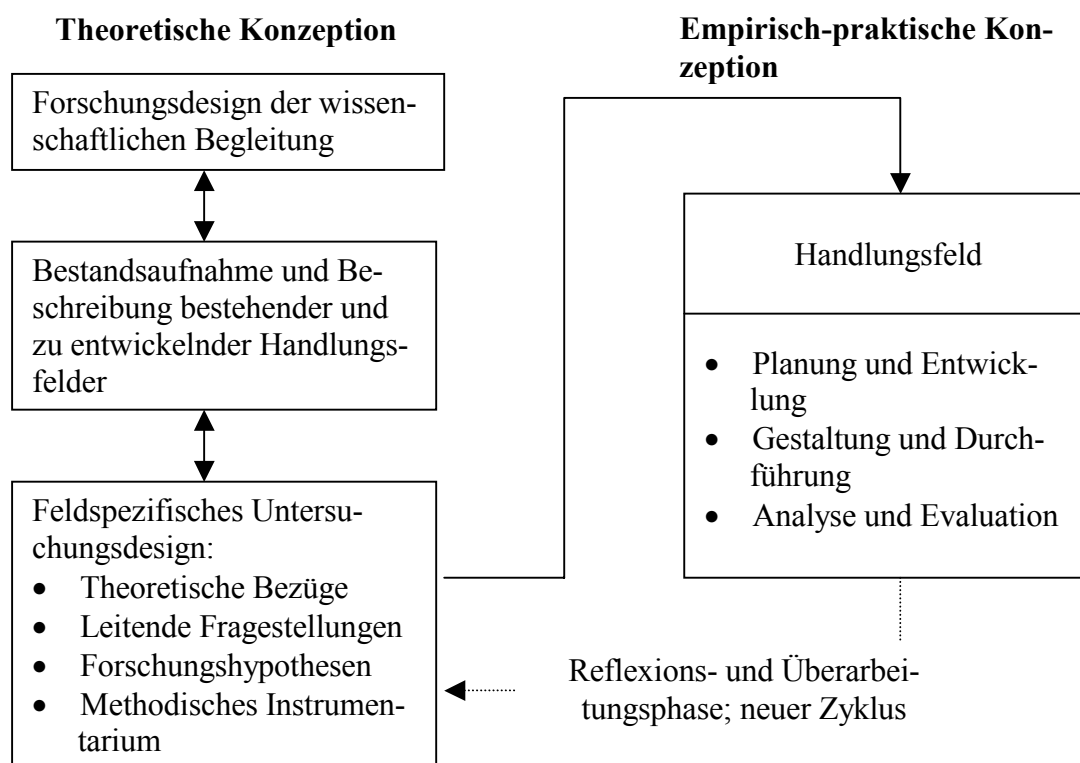 Theoretische Konzeption
Forschungsdesign der wissen-
schaftlichen Begleitung
Bestandsaufnahme und Be-
schreibung bestehender und
zu entwickelnder Handlungs-
felder
Feldspezifisches Untersu-
chungsdesign:
• Theoretische Bezüge
• Leitende Fragestellungen
• Forschungshypothesen
• Methodisches Instrumen-
tarium
Empirisch-praktische Kon-
zeption
Handlungsfeld
• Planung und Entwick-
lung
• Gestaltung und Durch-
führung
• Analyse und Evaluation
Reflexions- und Überarbei-
tungsphase; neuer Zyklus